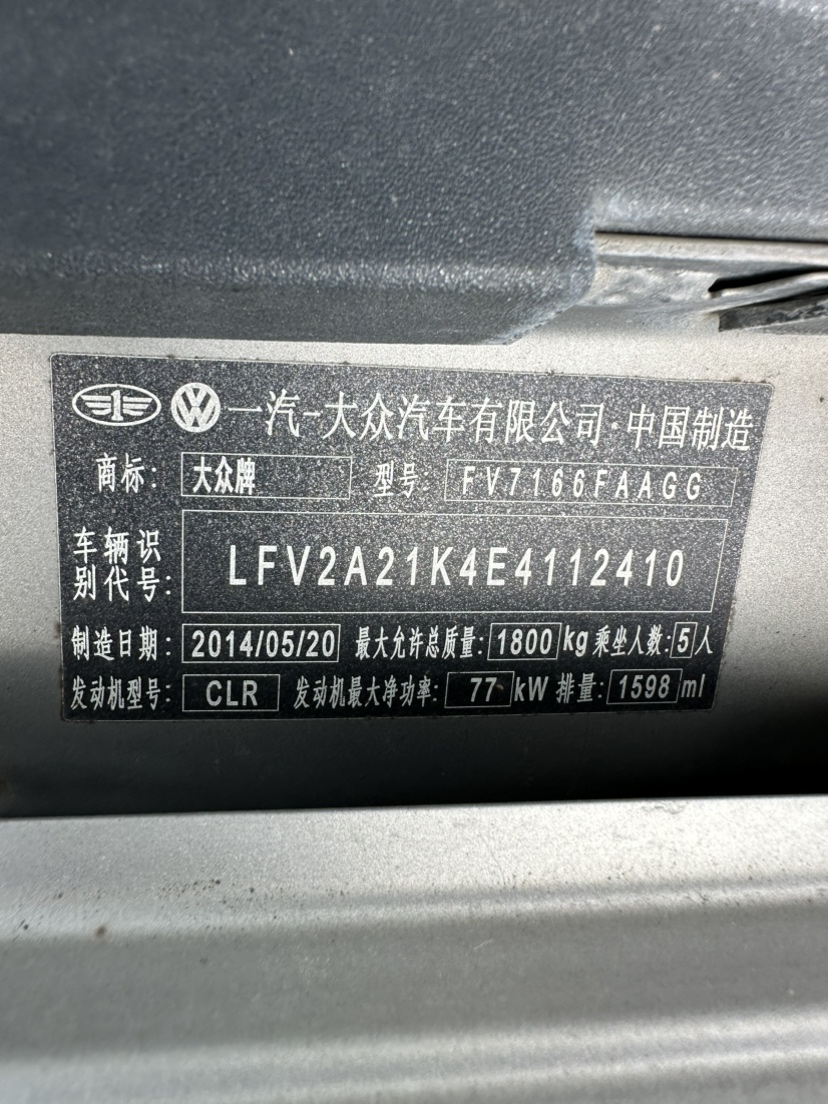 一汽-大众汽车有限公司·中国制造
商标: 大众牌 型号: FV7166FAAGG
车辆识别代号: LFV2A21K4E4112410
制造日期: 2014/05/20 最大允许总质量: 1800 kg 乘坐人数: 5 人
发动机型号: CLR 发动机最大净功率: 77 kW 排量: 1598 ml